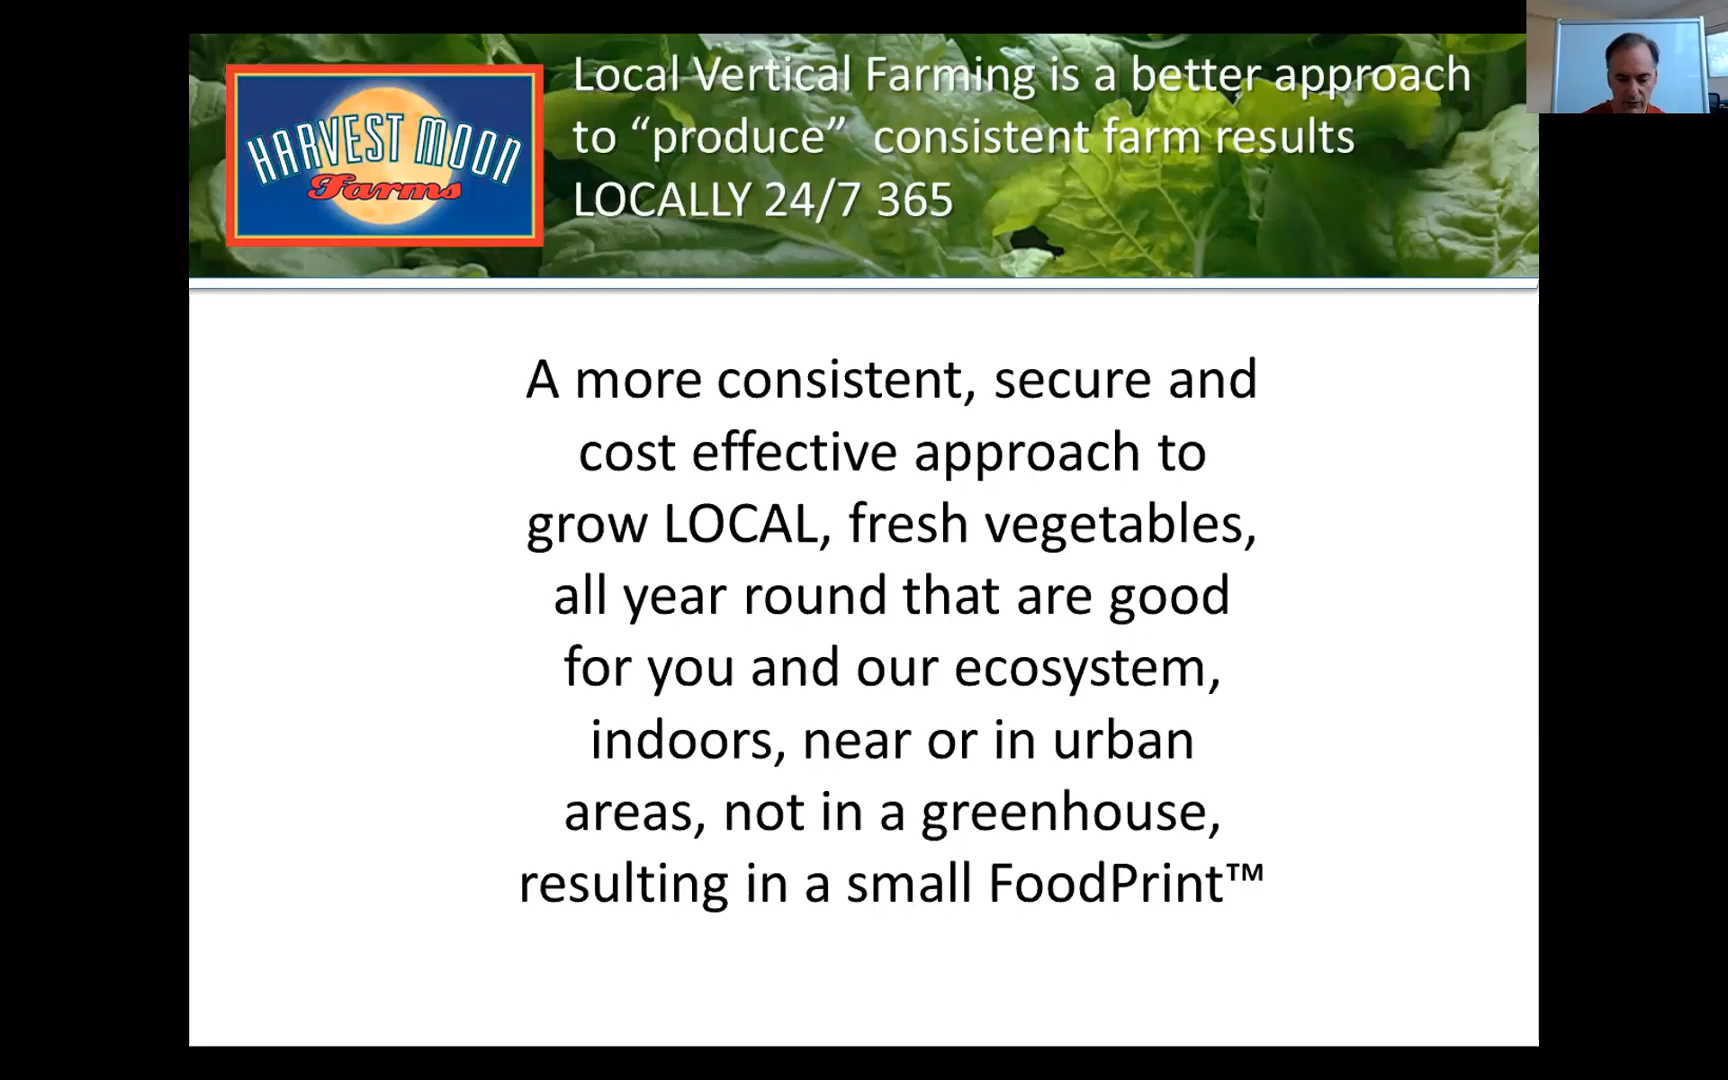 HARVEST MOON
Farms
Local Vertical Farming is a better approach
to “produce” consistent farm results
LOCALLY 24/7 365
A more consistent, secure and
cost effective approach to
grow LOCAL, fresh vegetables,
all year round that are good
for you and our ecosystem,
indoors, near or in urban
areas, not in a greenhouse,
resulting in a small FoodPrint™